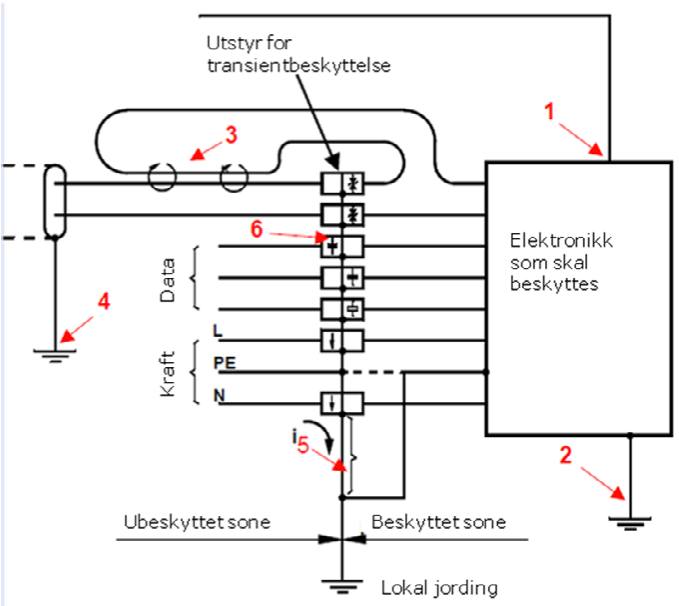 Utstyr for
transientbeskyttelse
1
3
6
Elektronikk
som skal
beskyttes
Data
4
L
Kraft
PE
N
i
5
2
Ubeskyttet sone
Beskyttet sone
Lokal jording